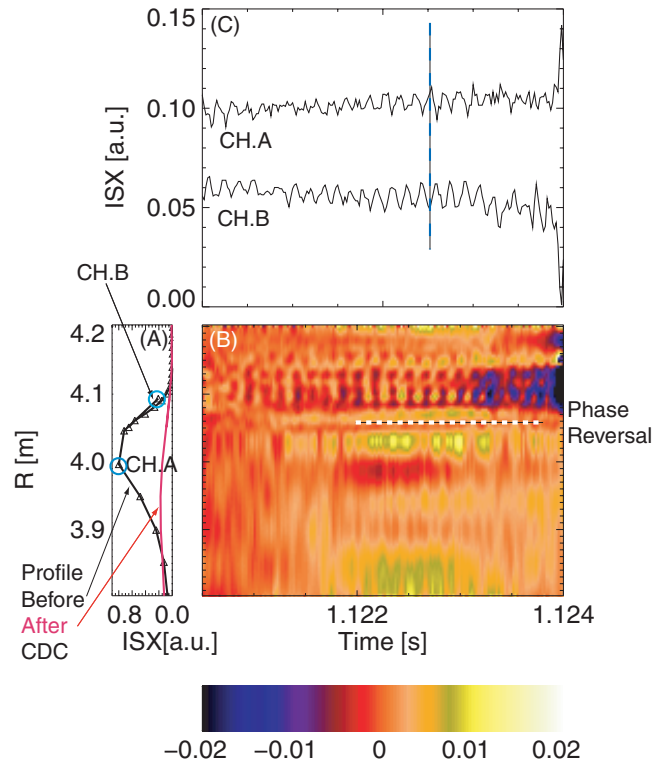 (C)
ISX [a.u.]
0.10
0.05
0.00
CH.A
CH.B
CH.B
(A)
(B)
R [m]
4.2
4.1
4.0
3.9
CH.A
Phase
Reversal
Profile
Before
After
CDC
0.8 0.0
ISX[a.u.]
1.122 1.124
Time [s]
−0.02 −0.01 0 0.01 0.02